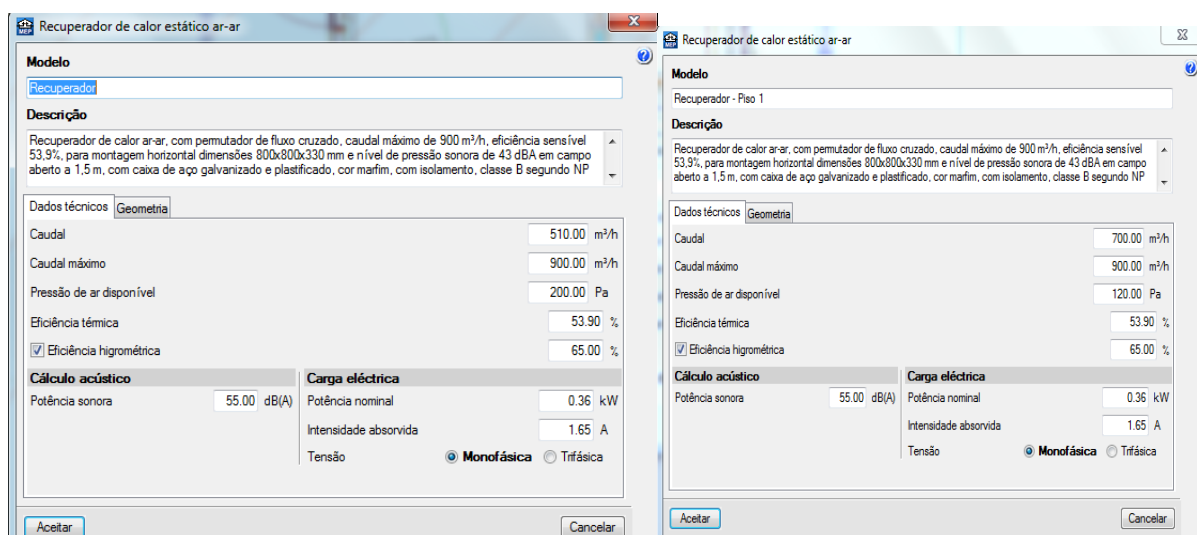 Recuperador de calor estático ar-ar
Modelo
Recuperador
Descrição
Recuperador de calor ar-ar, com permutador de fluxo cruzado, caudal máximo de 900 m³/h, eficiência sensível
53,9%, para montagem horizontal dimensões 800x800x330 mm e nível de pressão sonora de 43 dBA em campo
aberto a 1,5 m, com caixa de aço galvanizado e plastificado, cor marfim, com isolamento, classe B segundo NP
Dados técnicos Geometria
Caudal 510.00 m³/h
Caudal máximo 900.00 m³/h
Pressão de ar disponível 200.00 Pa
Eficiência térmica 53.90 %
Eficiência higrométrica 65.00 %
Cálculo acústico Carga eléctrica
Potência sonora 55.00 dB(A) Potência nominal 0.36 kW
Intensidade absorvida 1.65 A
Tensão Monofásica Trifásica
Aceitar Cancelar
Recuperador de calor estático ar-ar
Modelo
Recuperador - Piso 1
Descrição
Recuperador de calor ar-ar, com permutador de fluxo cruzado, caudal máximo de 900 m³/h, eficiência sensível
53,9%, para montagem horizontal dimensões 800x800x330 mm e nível de pressão sonora de 43 dBA em campo
aberto a 1,5 m, com caixa de aço galvanizado e plastificado, cor marfim, com isolamento, classe B segundo NP
Dados técnicos Geometria
Caudal 700.00 m³/h
Caudal máximo 900.00 m³/h
Pressão de ar disponível 120.00 Pa
Eficiência térmica 53.90 %
Eficiência higrométrica 65.00 %
Cálculo acústico Carga eléctrica
Potência sonora 55.00 dB(A) Potência nominal 0.36 kW
Intensidade absorvida 1.65 A
Tensão Monofásica Trifásica
Aceitar Cancelar